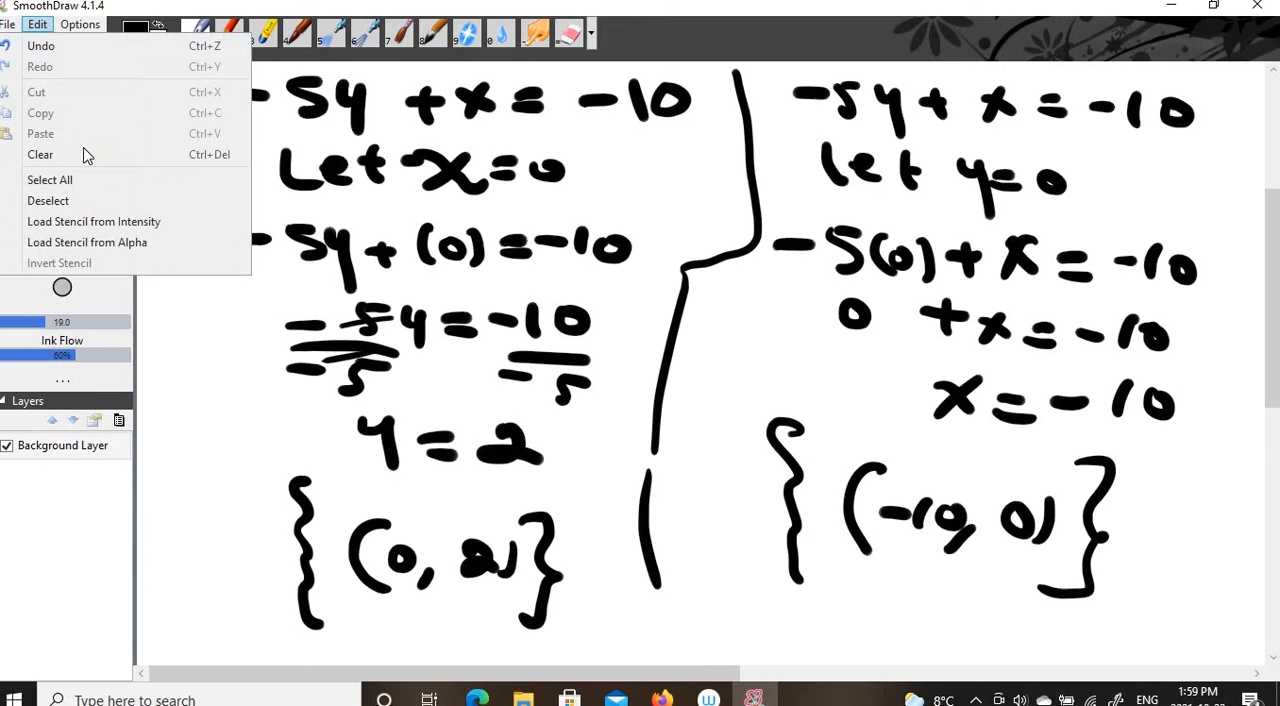 SmoothDraw 4.1.4
File Edit Options
Undo Ctrl+Z
Redo Ctrl+Y
Cut Ctrl+X
Copy Ctrl+C
Paste Ctrl+V
Clear Ctrl+Del
Select All
Deselect
Load Stencil from Intensity
Load Stencil from Alpha
Invert Stencil
19.0
Ink Flow
60%
...
Layers
Background Layer
-5y + x = -10
Let x = 0
-5y + (0) = -10
-5y = -10
-5 -5
y = 2
{(0, 2)}
-5y + x = -10
let y = 0
-5(0) + x = -10
0 + x = -10
x = -10
{(-10, 0)}
Type here to search
8°C
ENG
1:59 PM